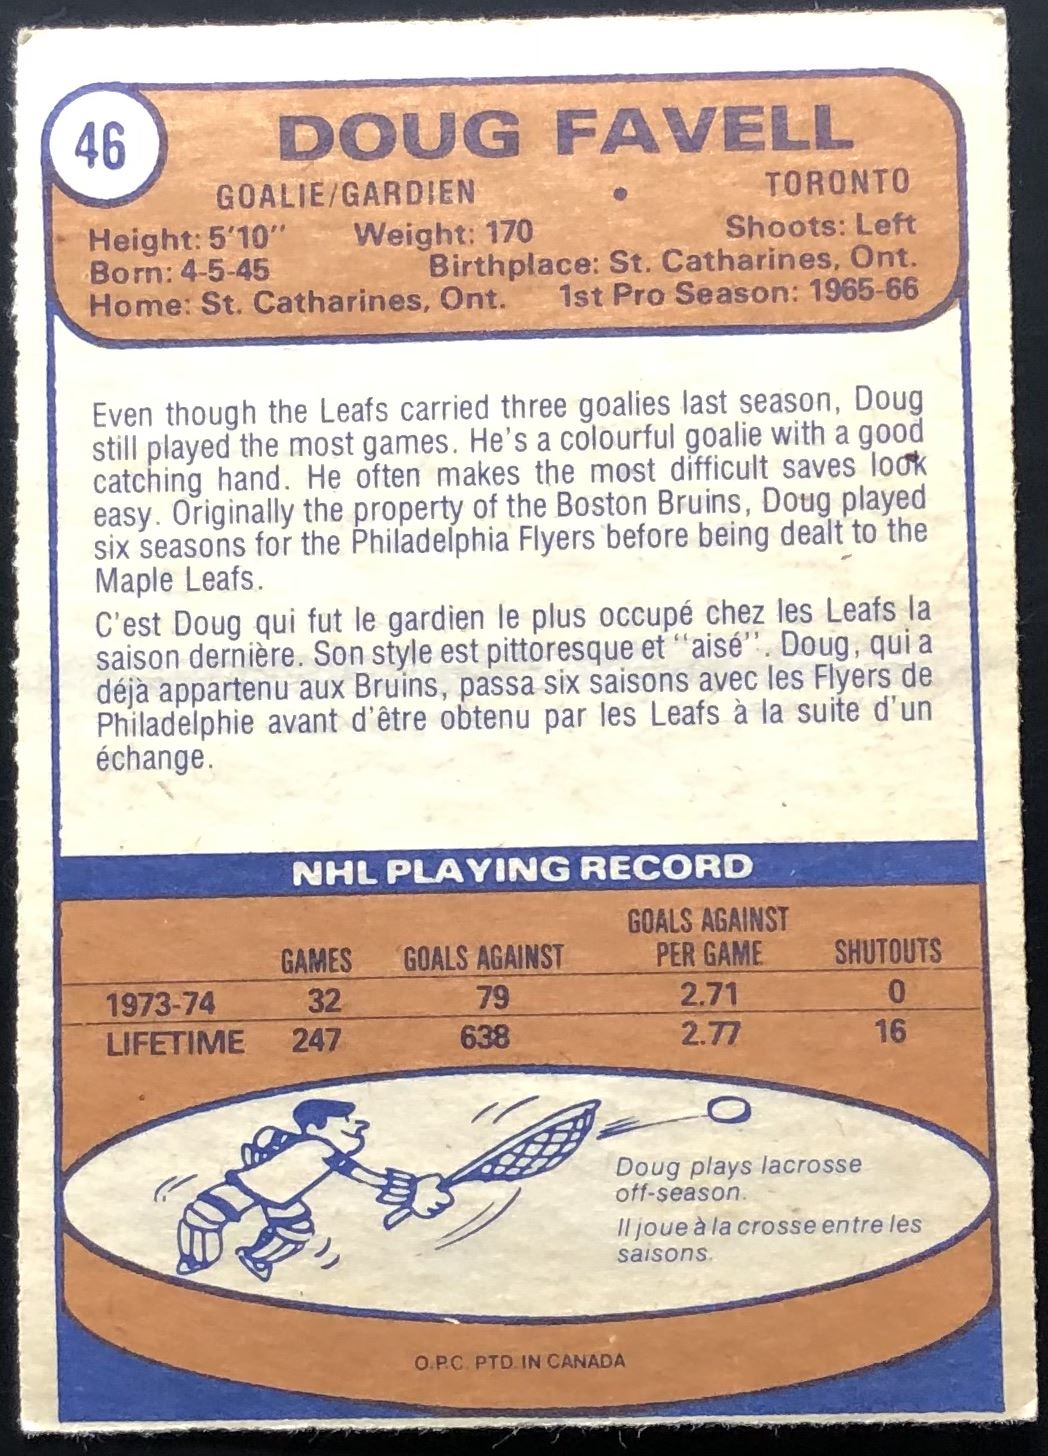 46
DOUG FAVELL
GOALIE/GARDIEN • TORONTO
Height: 5'10" Weight: 170 Shoots: Left
Born: 4-5-45 Birthplace: St. Catharines, Ont.
Home: St. Catharines, Ont. 1st Pro Season: 1965-66
Even though the Leafs carried three goalies last season, Doug
still played the most games. He's a colourful goalie with a good
catching hand. He often makes the most difficult saves look
easy. Originally the property of the Boston Bruins, Doug played
six seasons for the Philadelphia Flyers before being dealt to the
Maple Leafs.
C'est Doug qui fut le gardien le plus occupé chez les Leafs la
saison dernière. Son style est pittoresque et "aisé". Doug, qui a
déjà appartenu aux Bruins, passa six saisons avec les Flyers de
Philadelphie avant d'être obtenu par les Leafs à la suite d'un
échange.
NHL PLAYING RECORD
GAMES GOALS AGAINST GOALS AGAINST PER GAME SHUTOUTS
1973-74 32 79 2.71 0
LIFETIME 247 638 2.77 16
Doug plays lacrosse
off-season.
Il joue à la crosse entre les
saisons.
O.P.C. PTD. IN CANADA